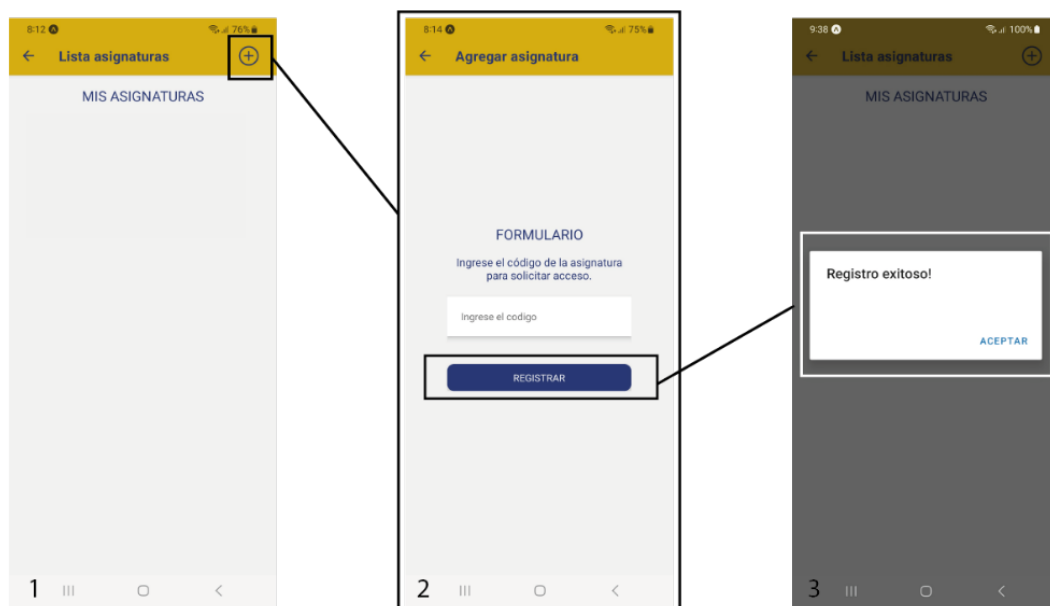 8:12 76%
Lista asignaturas
MIS ASIGNATURAS
1
8:14 75%
Agregar asignatura
FORMULARIO
Ingrese el código de la asignatura
para solicitar acceso.
Ingrese el codigo
REGISTRAR
2
9:38 100%
Lista asignaturas
MIS ASIGNATURAS
Registro exitoso!
ACEPTAR
3